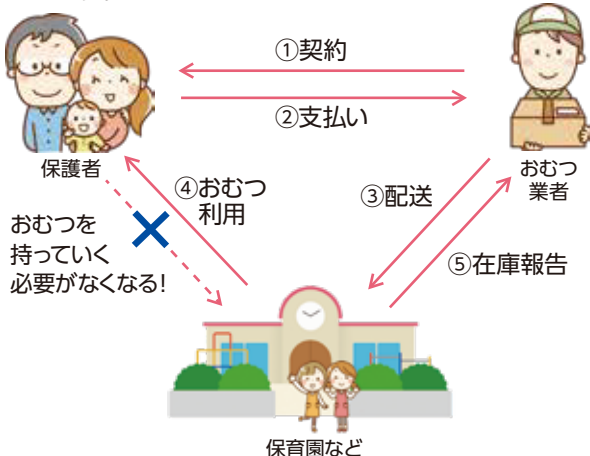 ①契約
②支払い
保護者
おむつ
業者
④おむつ
利用
③配送
おむつを
持っていく
必要がなくなる!
⑤在庫報告
保育園など